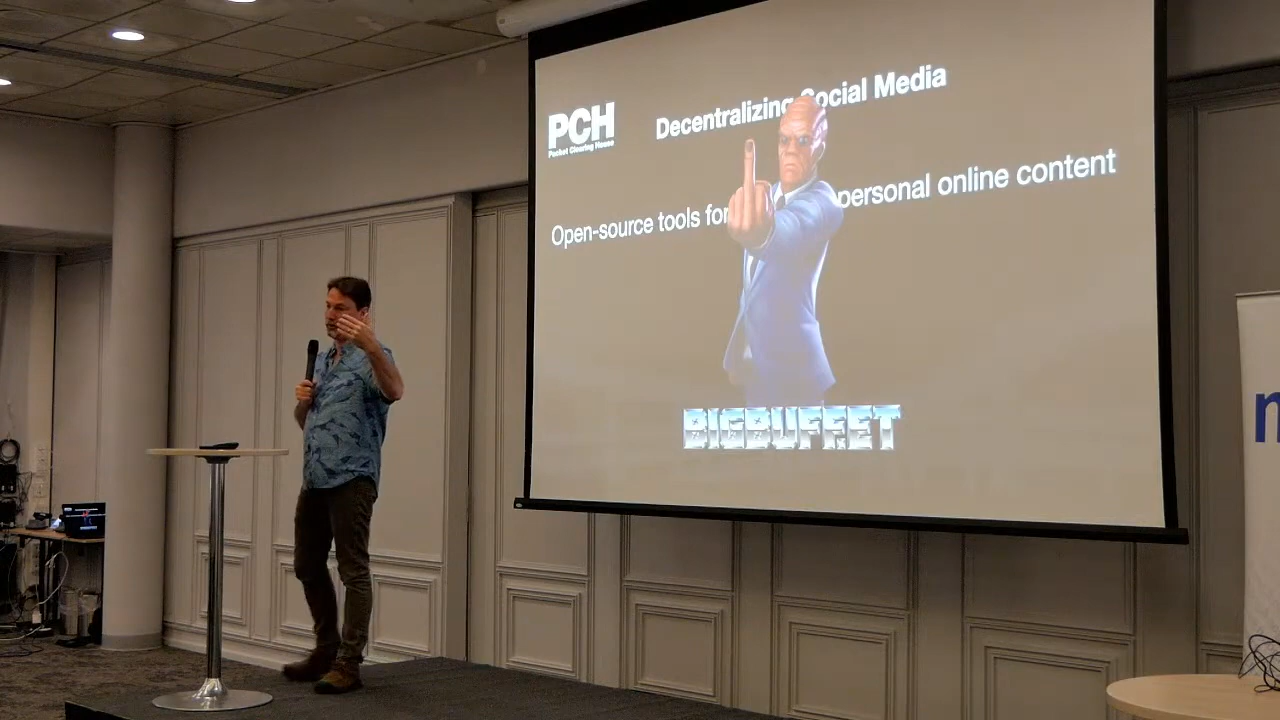 PCH
Packet Clearing House
Decentralizing Social Media
Open-source tools for personal online content
BIGBUFFET